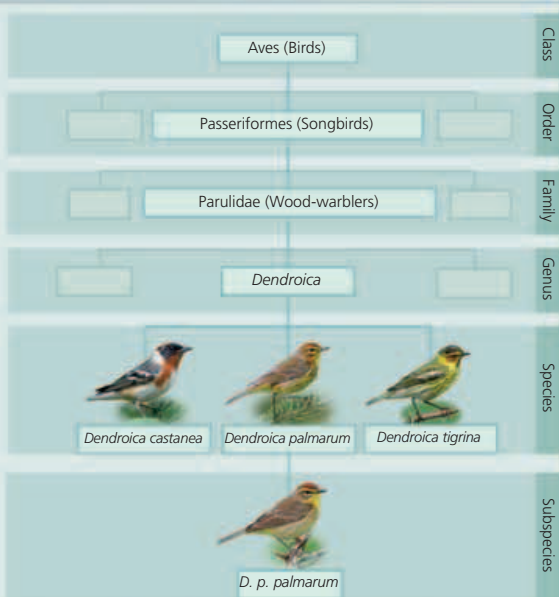 Aves (Birds)
Class
Passeriformes (Songbirds)
Order
Parulidae (Wood-warblers)
Family
Dendroica
Genus
Dendroica castanea
Dendroica palmarum
Dendroica tigrina
Species
D. p. palmarum
Subspecies